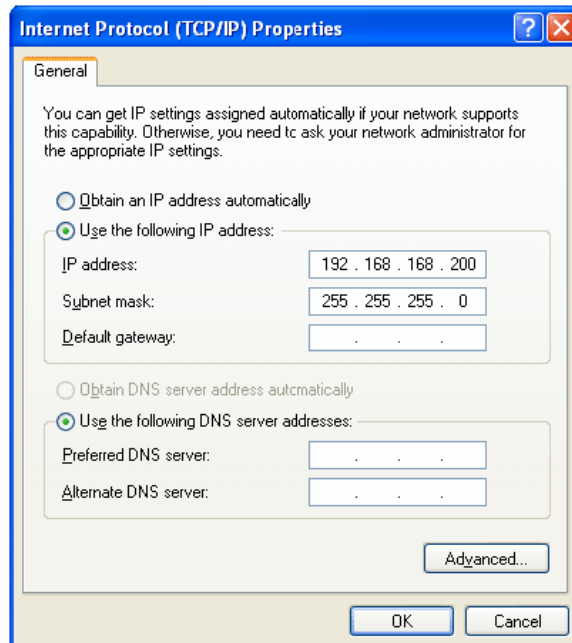 Internet Protocol (TCP/IP) Properties
General
You can get IP settings assigned automatically if your network supports
this capability. Otherwise, you need to ask your network administrator for
the appropriate IP settings.
Obtain an IP address automatically
Use the following IP address:
IP address: 192 . 168 . 168 . 200
Subnet mask: 255 . 255 . 255 . 0
Default gateway: . . .
Obtain DNS server address automatically
Use the following DNS server addresses:
Preferred DNS server: . . .
Alternate DNS server: . . .
Advanced...
OK Cancel